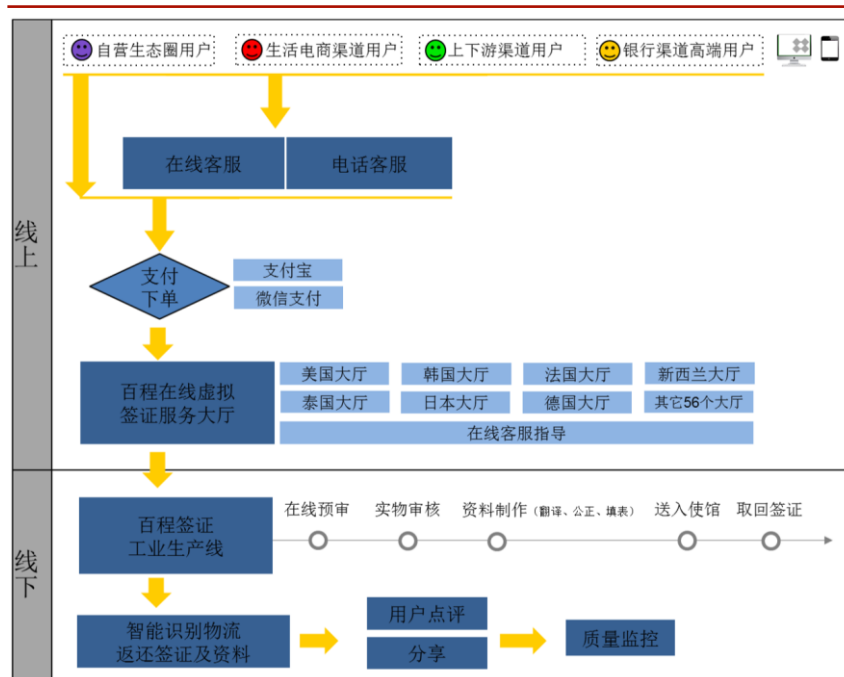 自营生态圈用户
生活电商渠道用户
上下游渠道用户
银行渠道高端用户
线上
在线客服
电话客服
支付
下单
支付宝
微信支付
百程在线虚拟
签证服务大厅
美国大厅
韩国大厅
法国大厅
新西兰大厅
泰国大厅
日本大厅
德国大厅
其它56个大厅
在线客服指导
线下
百程签证
工业生产线
在线预审
实物审核
资料制作（翻译、公正、填表）
送入使馆
取回签证
智能识别物流
返还签证及资料
用户点评
分享
质量监控